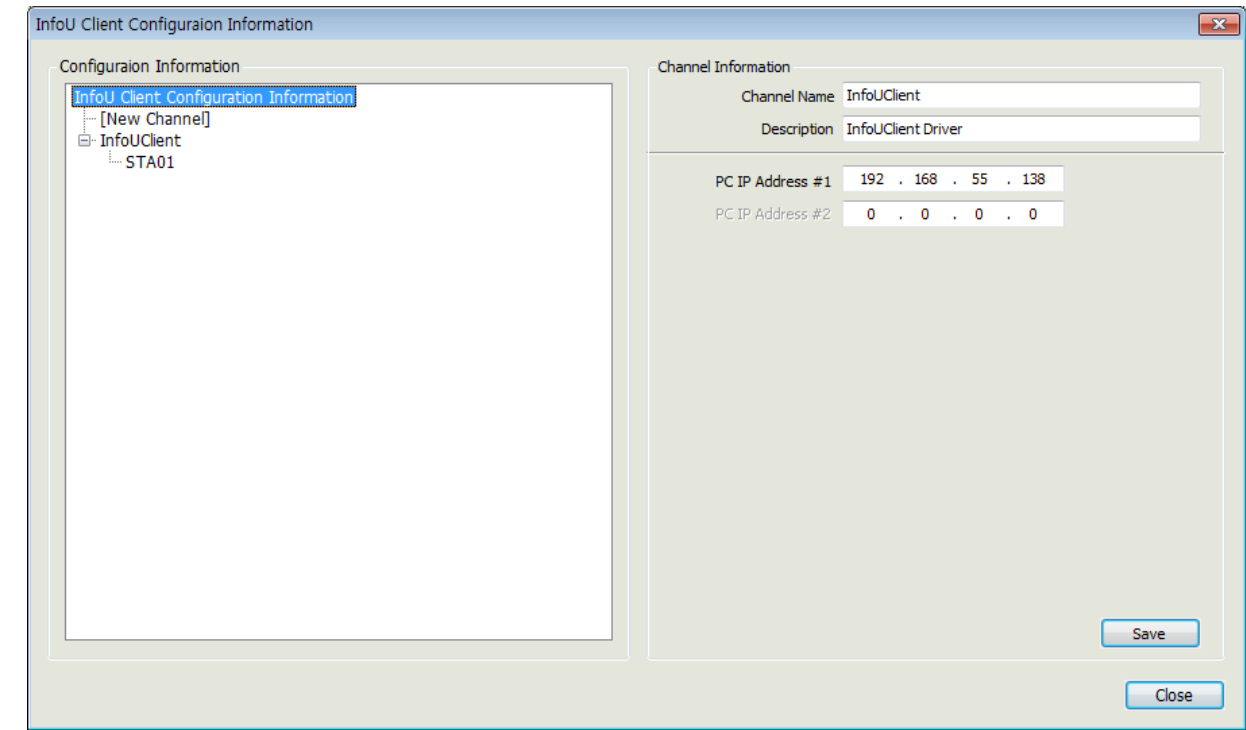 InfoU Client Configuraion Information
Configuraion Information
InfoU Client Configuration Information
[New Channel]
InfoUClient
STA01
Channel Information
Channel Name InfoUClient
Description InfoUClient Driver
PC IP Address #1 192 . 168 . 55 . 138
PC IP Address #2 0 . 0 . 0 . 0
Save
Close